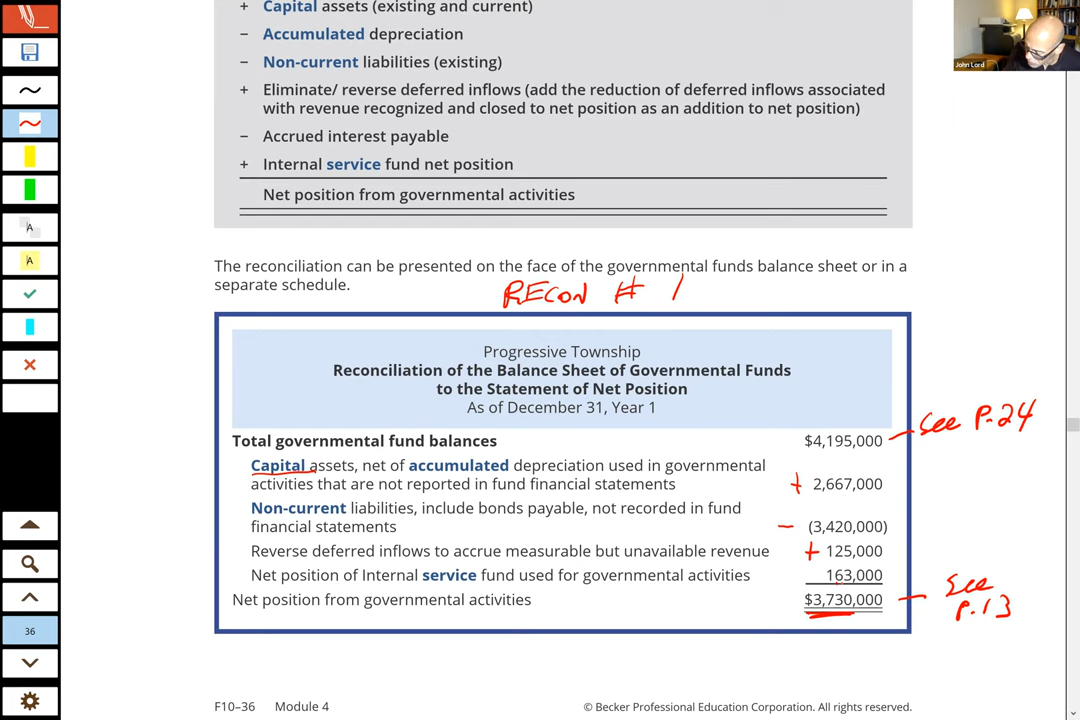 + Capital assets (existing and current)
− Accumulated depreciation
− Non-current liabilities (existing)
+ Eliminate/ reverse deferred inflows (add the reduction of deferred inflows associated
with revenue recognized and closed to net position as an addition to net position)
− Accrued interest payable
+ Internal service fund net position
Net position from governmental activities
John Lord
The reconciliation can be presented on the face of the governmental funds balance sheet or in a
separate schedule.
RECON # 1
Progressive Township
Reconciliation of the Balance Sheet of Governmental Funds
to the Statement of Net Position
As of December 31, Year 1
Total governmental fund balances $4,195,000 See P.24
Capital assets, net of accumulated depreciation used in governmental
activities that are not reported in fund financial statements + 2,667,000
Non-current liabilities, include bonds payable, not recorded in fund
financial statements − (3,420,000)
Reverse deferred inflows to accrue measurable but unavailable revenue + 125,000
Net position of Internal service fund used for governmental activities 163,000
Net position from governmental activities $3,730,000 See
P.13
A
A
36
F10–36 Module 4 © Becker Professional Education Corporation. All rights reserved.